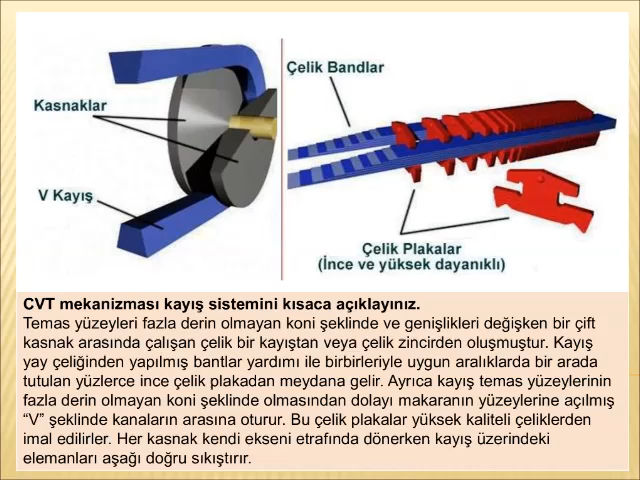 Çelik Bandlar
Kasnaklar
V Kayış
Çelik Plakalar
(İnce ve yüksek dayanıklı)
CVT mekanizması kayış sistemini kısaca açıklayınız.
Temas yüzeyleri fazla derin olmayan koni şeklinde ve genişlikleri değişken bir çift
kasnak arasında çalışan çelik bir kayıştan veya çelik zincirden oluşmuştur. Kayış
yay çeliğinden yapılmış bantlar yardımı ile birbirleriyle uygun aralıklarda bir arada
tutulan yüzlerce ince çelik plakadan meydana gelir. Ayrıca kayış temas yüzeylerinin
fazla derin olmayan koni şeklinde olmasından dolayı makaranın yüzeylerine açılmış
“V” şeklinde kanaların arasına oturur. Bu çelik plakalar yüksek kaliteli çeliklerden
imal edilirler. Her kasnak kendi ekseni etrafında dönerken kayış üzerindeki
elemanları aşağı doğru sıkıştırır.